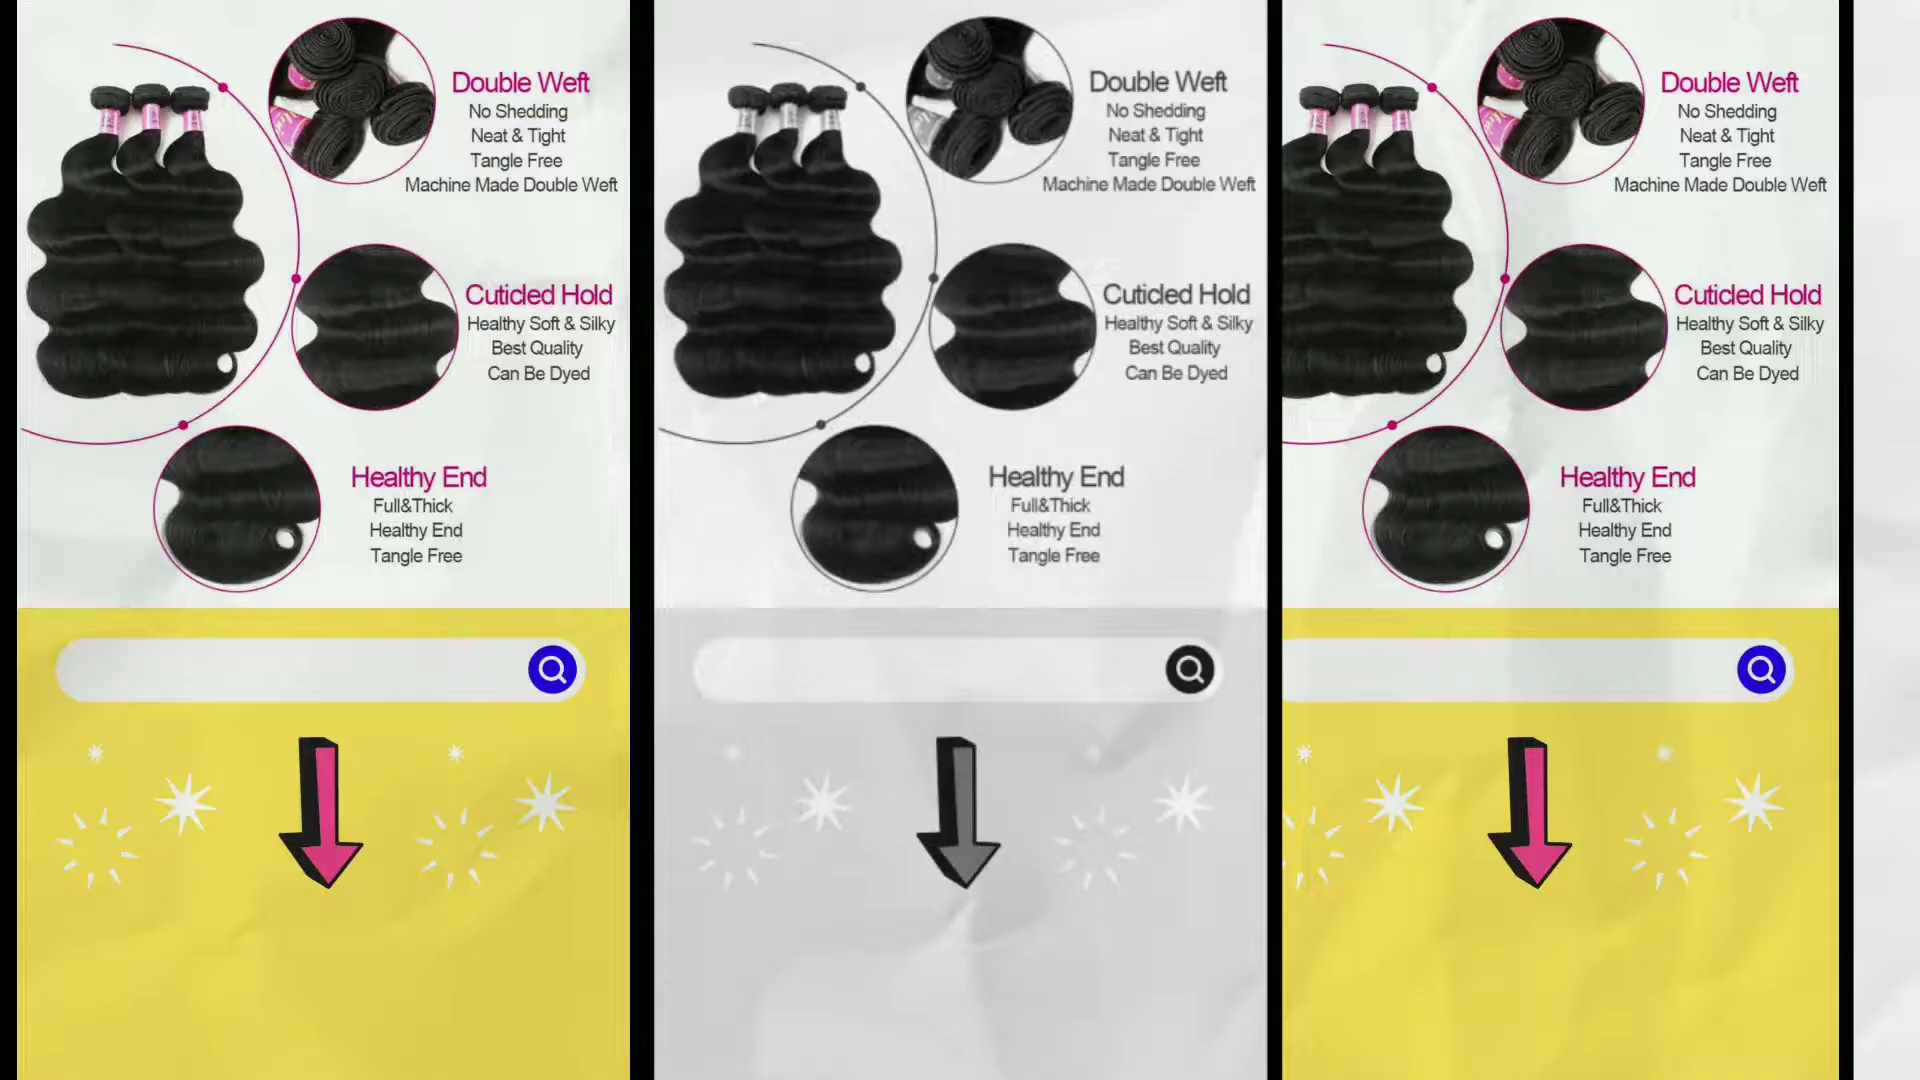 Double Weft
No Shedding
Neat & Tight
Tangle Free
Machine Made Double Weft
Cuticled Hold
Healthy Soft & Silky
Best Quality
Can Be Dyed
Healthy End
Full&Thick
Healthy End
Tangle Free
Double Weft
No Shedding
Neat & Tight
Tangle Free
Machine Made Double Weft
Cuticled Hold
Healthy Soft & Silky
Best Quality
Can Be Dyed
Healthy End
Full&Thick
Healthy End
Tangle Free
Double Weft
No Shedding
Neat & Tight
Tangle Free
Machine Made Double Weft
Cuticled Hold
Healthy Soft & Silky
Best Quality
Can Be Dyed
Healthy End
Full&Thick
Healthy End
Tangle Free